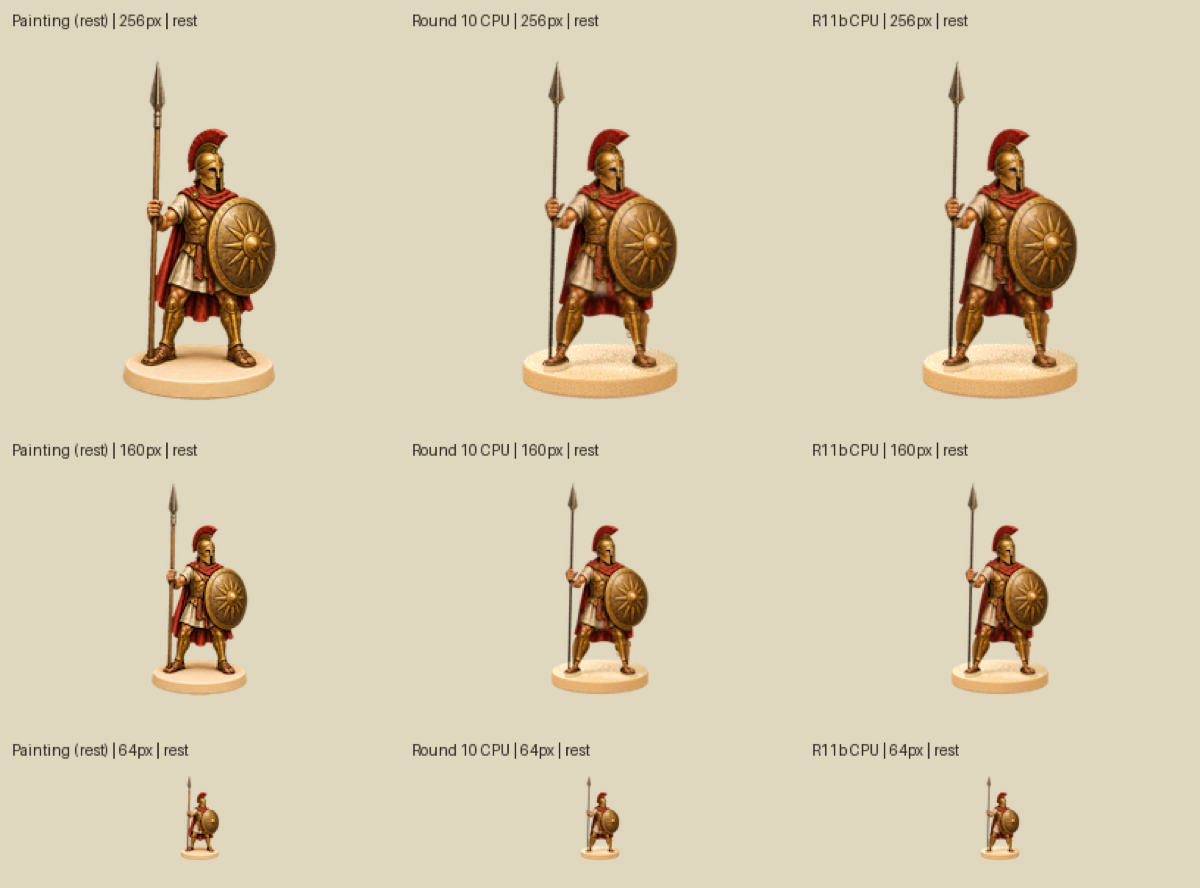 Painting (rest) | 256px | rest
Round 10 CPU | 256px | rest
R11b CPU | 256px | rest
Painting (rest) | 160px | rest
Round 10 CPU | 160px | rest
R11b CPU | 160px | rest
Painting (rest) | 64px | rest
Round 10 CPU | 64px | rest
R11b CPU | 64px | rest